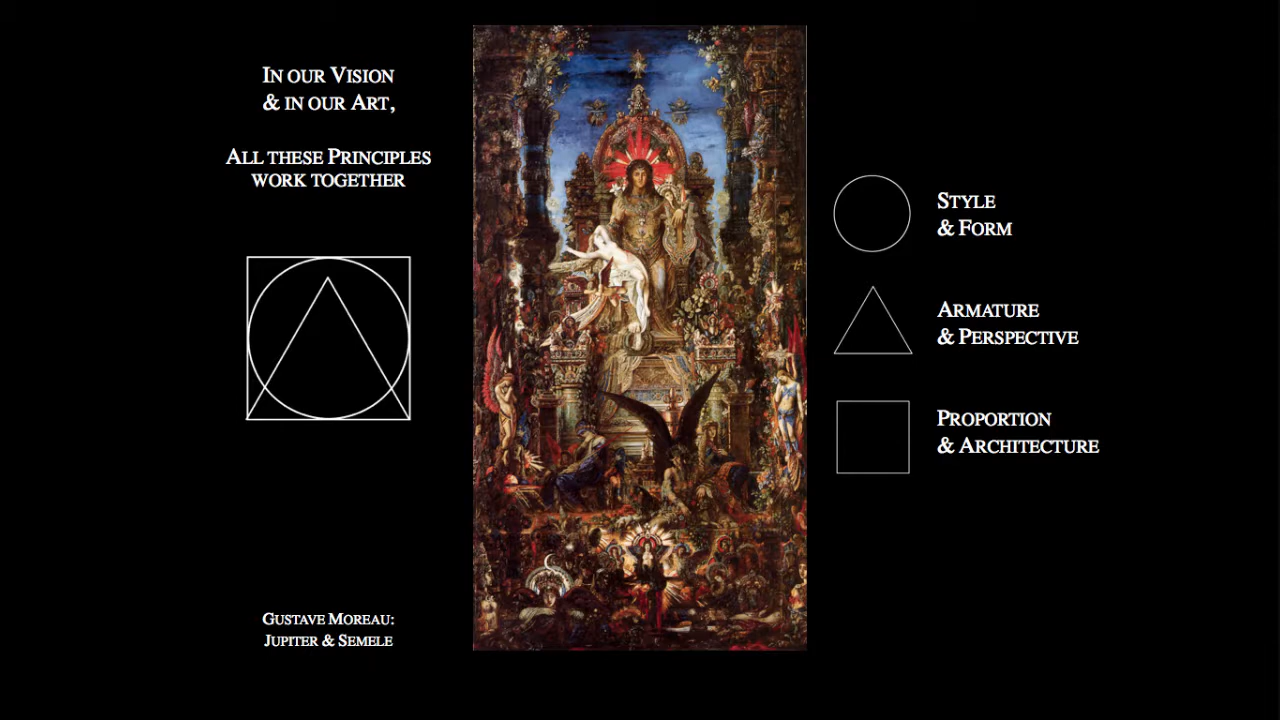 In our Vision
& in our Art,
All these Principles
work together
Gustave Moreau:
Jupiter & Semele
Style
& Form
Armature
& Perspective
Proportion
& Architecture